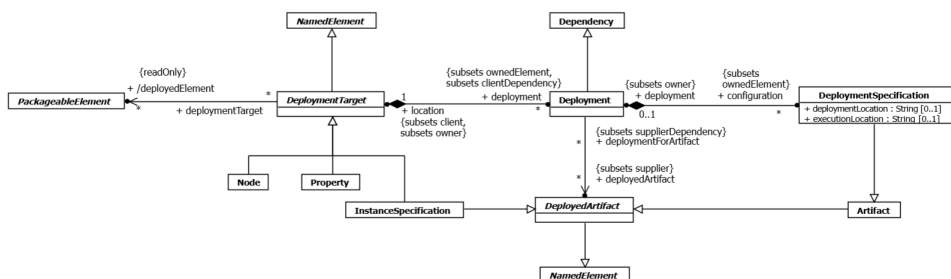 NamedElement
Dependency
{readOnly}
+ /deployedElement
*
*
+ deploymentTarget
PackageableElement
DeploymentTarget
1
+ location
{subsets client,
subsets owner}
{subsets ownedElement,
subsets clientDependency}
+ deployment
*
Deployment
{subsets owner}
+ deployment
0..1
{subsets
ownedElement}
+ configuration
*
DeploymentSpecification
+ deploymentLocation : String [0..1]
+ executionLocation : String [0..1]
{subsets supplierDependency}
+ deploymentForArtifact
*
*
{subsets supplier}
+ deployedArtifact
Node
Property
InstanceSpecification
DeployedArtifact
Artifact
NamedElement